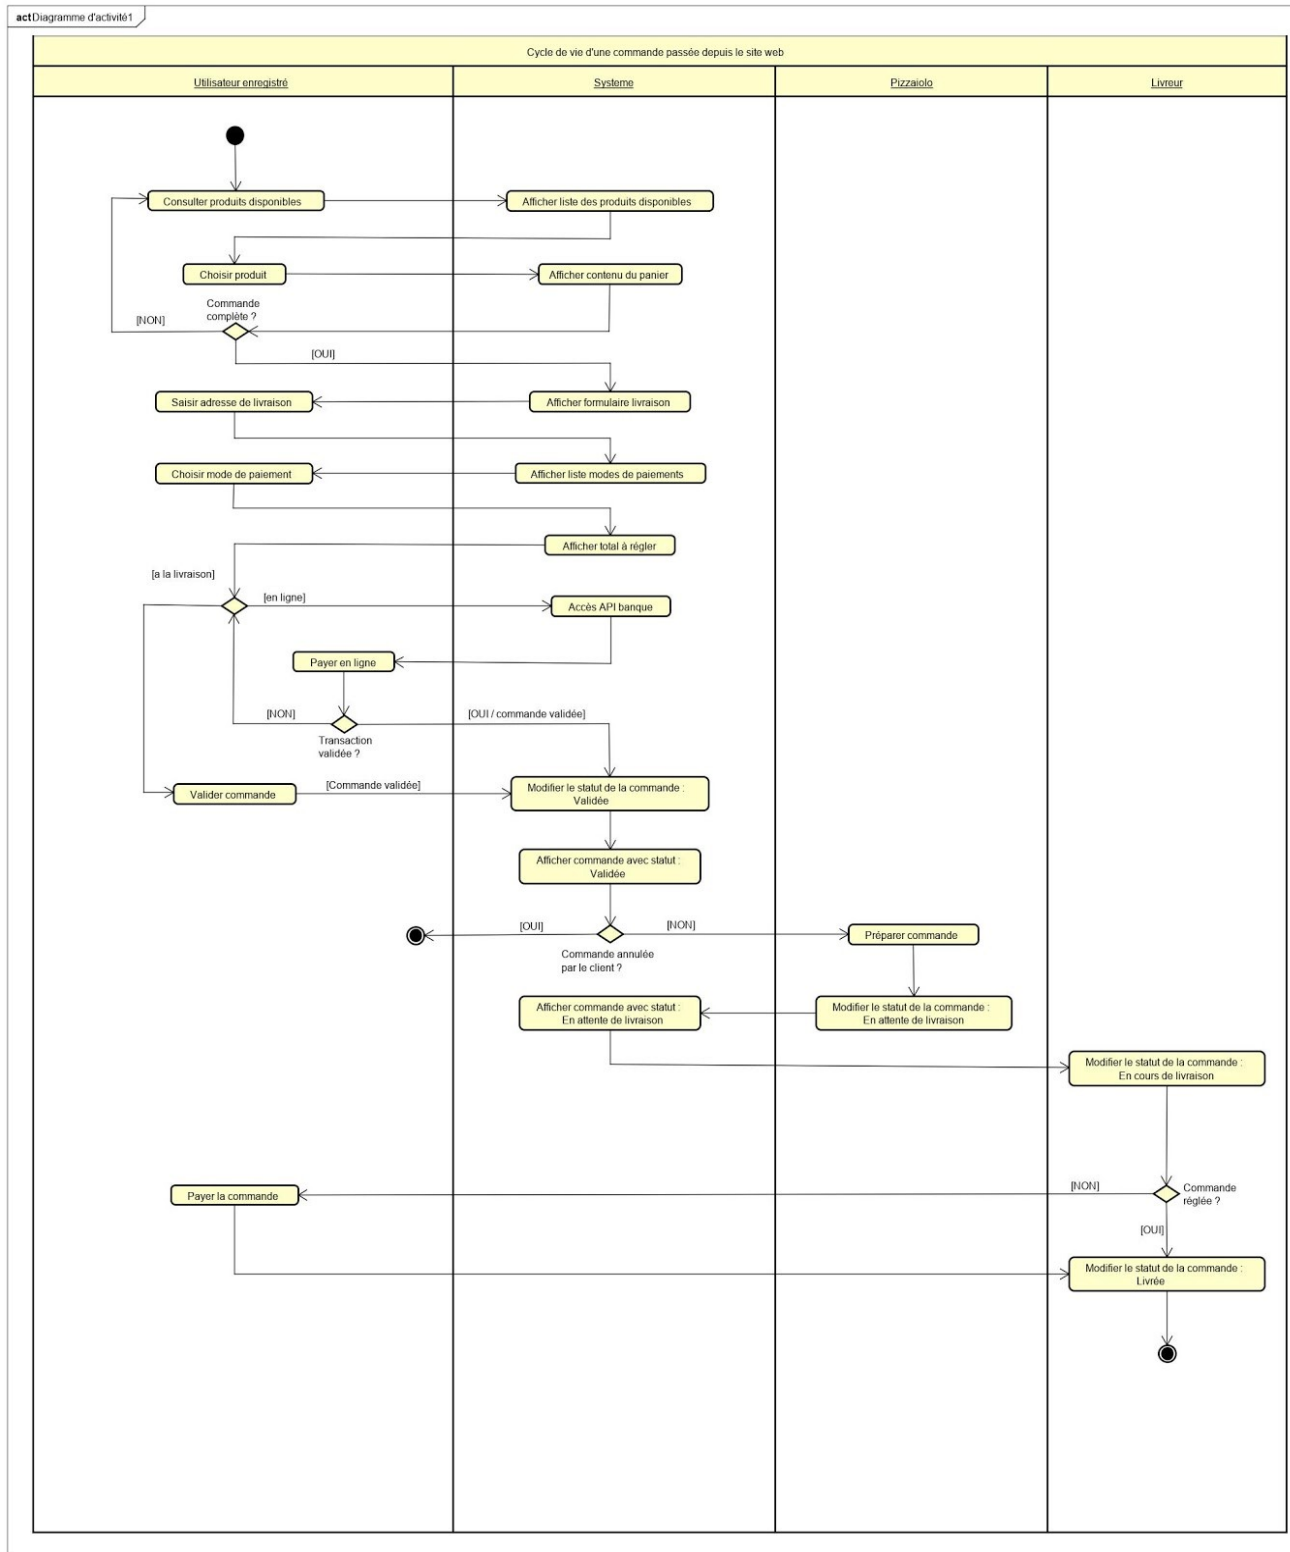 act Diagramme d'activité1
Cycle de vie d'une commande passée depuis le site web
Utilisateur enregistré
Systeme
Pizzaiolo
Livreur
Consulter produits disponibles
Afficher liste des produits disponibles
Choisir produit
Afficher contenu du panier
Commande
complète ?
[NON]
[OUI]
Saisir adresse de livraison
Afficher formulaire livraison
Choisir mode de paiement
Afficher liste modes de paiements
Afficher total à régler
[a la livraison]
[en ligne]
Accès API banque
Payer en ligne
[NON]
[OUI / commande validée]
Transaction
validée ?
Valider commande
[Commande validée]
Modifier le statut de la commande :
Validée
Afficher commande avec statut :
Validée
[OUI]
[NON]
Préparer commande
Commande annulée
par le client ?
Afficher commande avec statut :
En attente de livraison
Modifier le statut de la commande :
En attente de livraison
Modifier le statut de la commande :
En cours de livraison
Payer la commande
[NON]
Commande
réglée ?
[OUI]
Modifier le statut de la commande :
Livrée